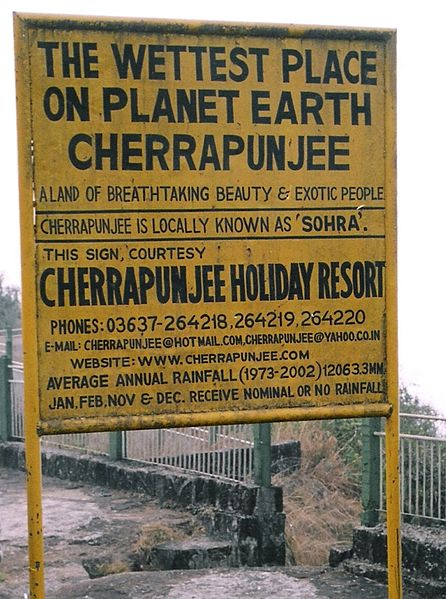 THE WETTEST PLACE
ON PLANET EARTH
CHERRAPUNJEE
A LAND OF BREATHTAKING BEAUTY & EXOTIC PEOPLE
CHERRAPUNJEE IS LOCALLY KNOWN AS 'SOHRA'.
THIS SIGN, COURTESY
CHERRAPUNJEE HOLIDAY RESORT
PHONES: 03637-264218, 264219, 264220
E-MAIL: CHERRAPUNJEE@HOTMAIL.COM, CHERRAPUNJEE@YAHOO.CO.IN
WEBSITE: WWW.CHERRAPUNJEE.COM
AVERAGE ANNUAL RAINFALL (1973-2002) 12063.3MM.
JAN, FEB, NOV & DEC. RECEIVE NOMINAL OR NO RAINFALL